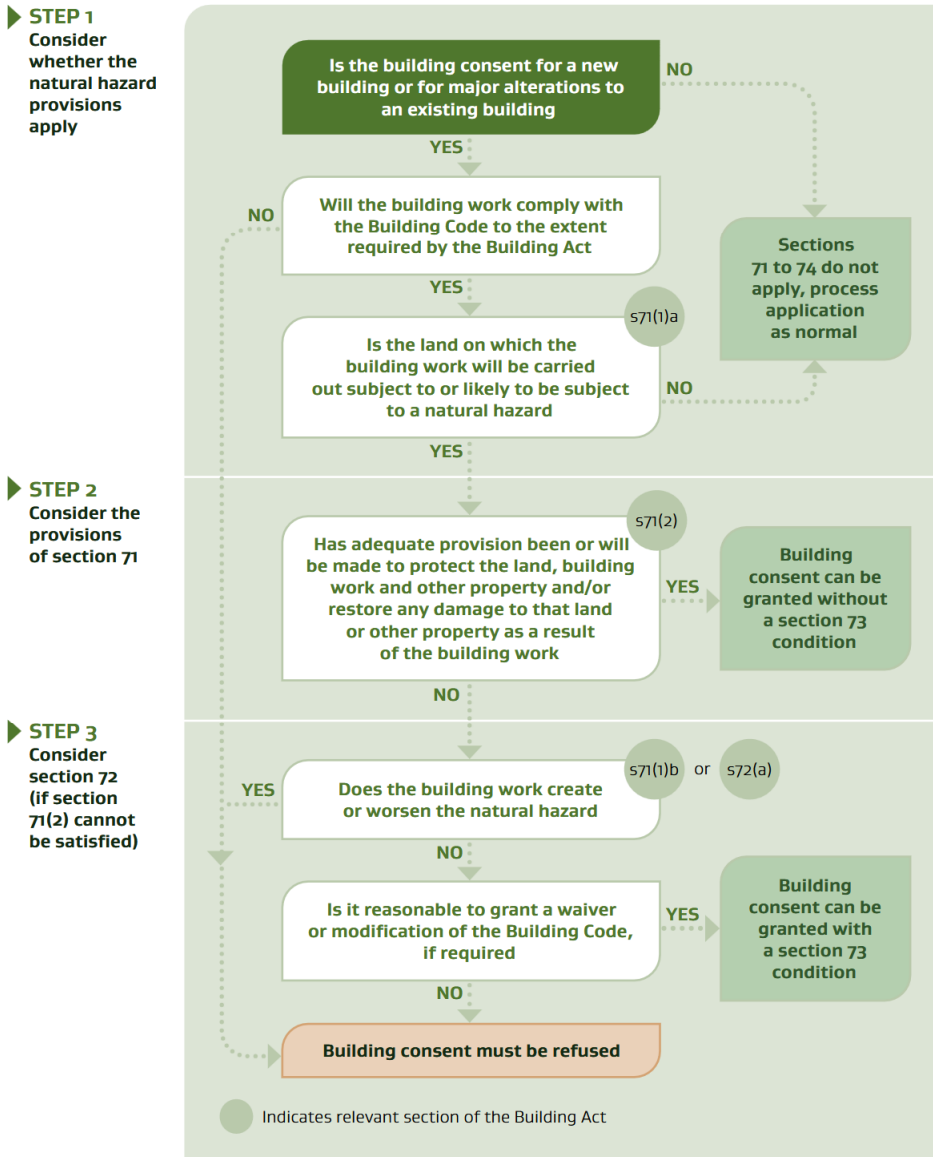 STEP 1
Consider
whether the
natural hazard
provisions
apply
Is the building consent for a new
building or for major alterations to
an existing building
NO
YES
Will the building work comply with
the Building Code to the extent
required by the Building Act
NO
Sections
71 to 74 do not
apply, process
application
as normal
YES
s71(1)a
Is the land on which the
building work will be carried
out subject to or likely to be subject
to a natural hazard
NO
YES
STEP 2
Consider the
provisions
of section 71
s71(2)
Has adequate provision been or will
be made to protect the land, building
work and other property and/or
restore any damage to that land
or other property as a result
of the building work
YES
Building
consent can be
granted without
a section 73
condition
NO
STEP 3
Consider
section 72
(if section
71(2) cannot
be satisfied)
s71(1)b or s72(a)
Does the building work create
or worsen the natural hazard
YES
NO
Is it reasonable to grant a waiver
or modification of the Building Code,
if required
YES
Building
consent can be
granted with
a section 73
condition
NO
Building consent must be refused
Indicates relevant section of the Building Act